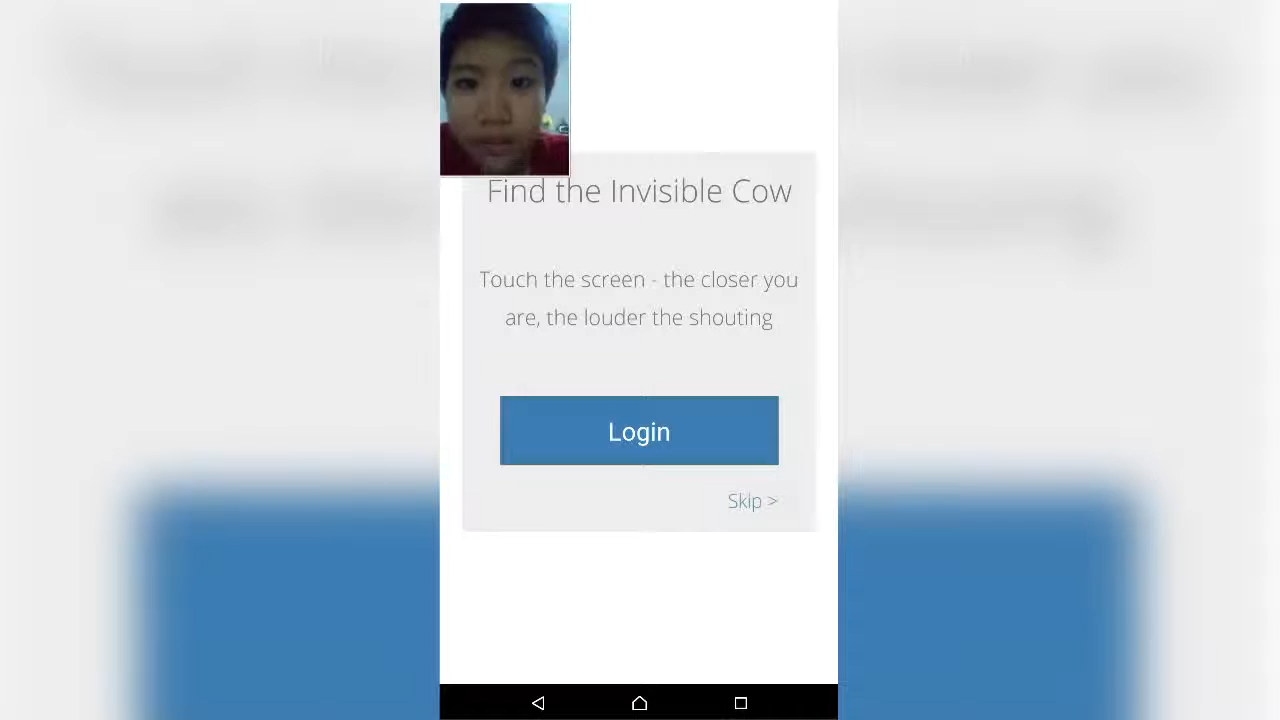 Find the Invisible Cow
Touch the screen - the closer you
are, the louder the shouting
Login
Skip >